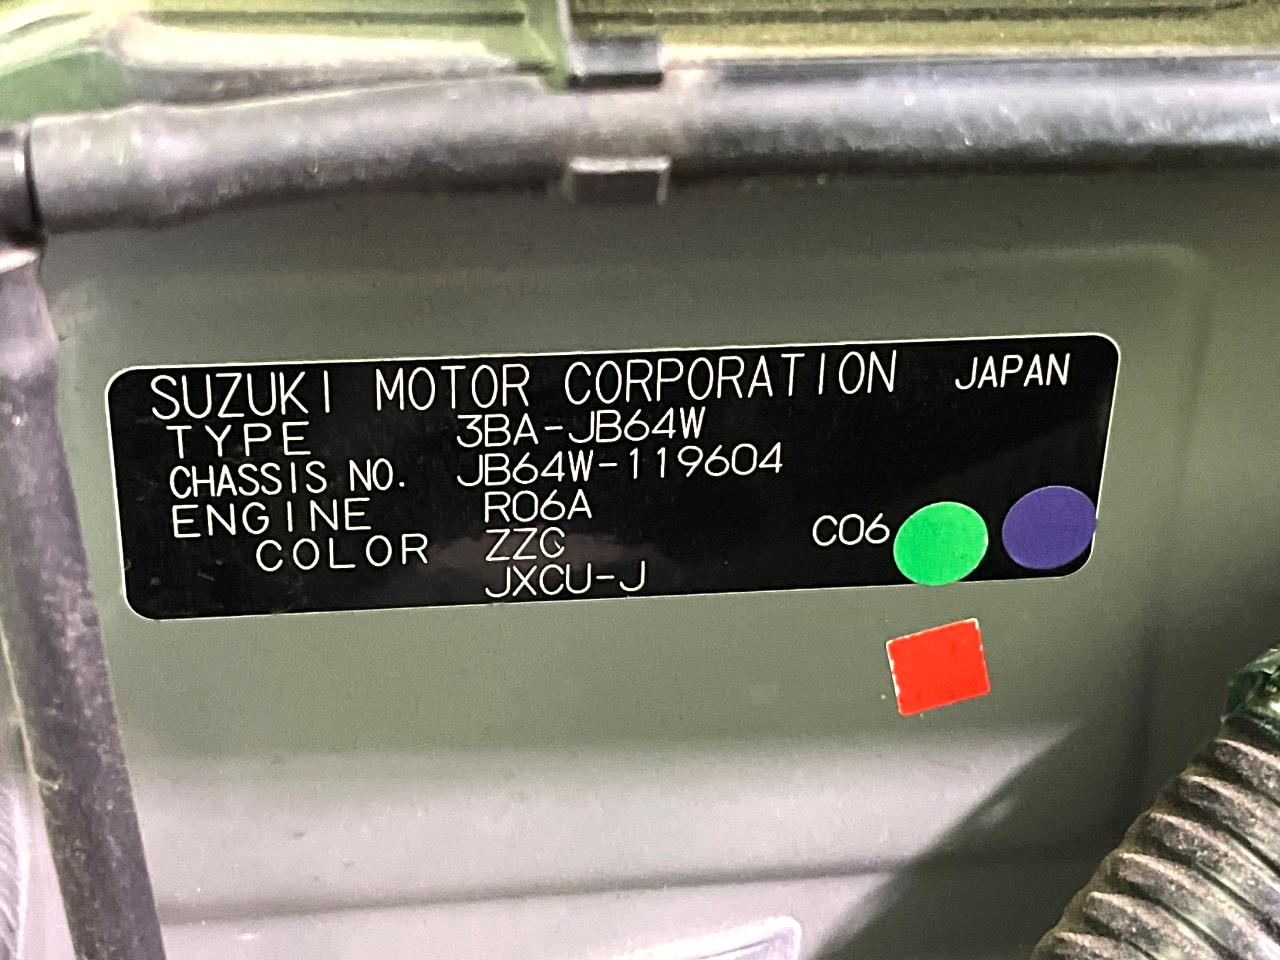 SUZUKI MOTOR CORPORATION JAPAN
TYPE 3BA-JB64W
CHASSIS NO. JB64W-119604
ENGINE R06A
COLOR ZZC C06
JXCU-J